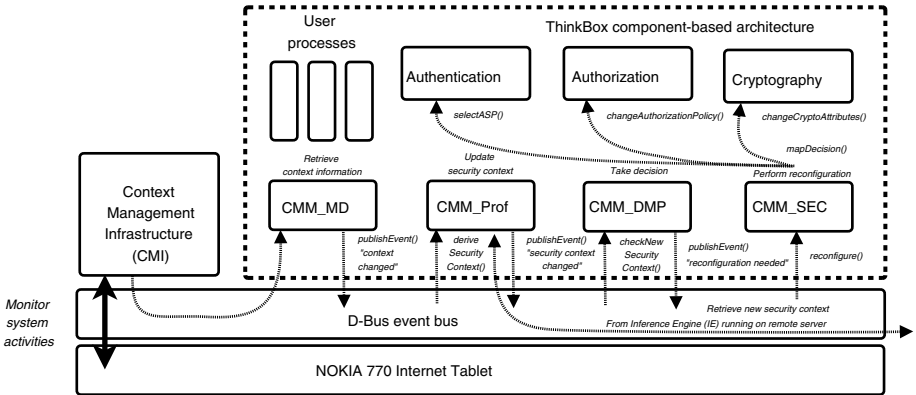 User
processes
ThinkBox component-based architecture
Authentication
Authorization
Cryptography
selectASP()
changeAuthorizationPolicy()
changeCryptoAttributes()
mapDecision()
Retrieve
context information
Update
security context
Take decision
Perform reconfiguration
Context
Management
Infrastructure
(CMI)
CMM_MD
CMM_Prof
CMM_DMP
CMM_SEC
publishEvent()
"context
changed"
derive
Security
Context()
publishEvent()
"security context
changed"
checkNew
Security
Context()
publishEvent()
"reconfiguration needed"
reconfigure()
Monitor
system
activities
D-Bus event bus
Retrieve new security context
From Inference Engine (IE) running on remote server
NOKIA 770 Internet Tablet